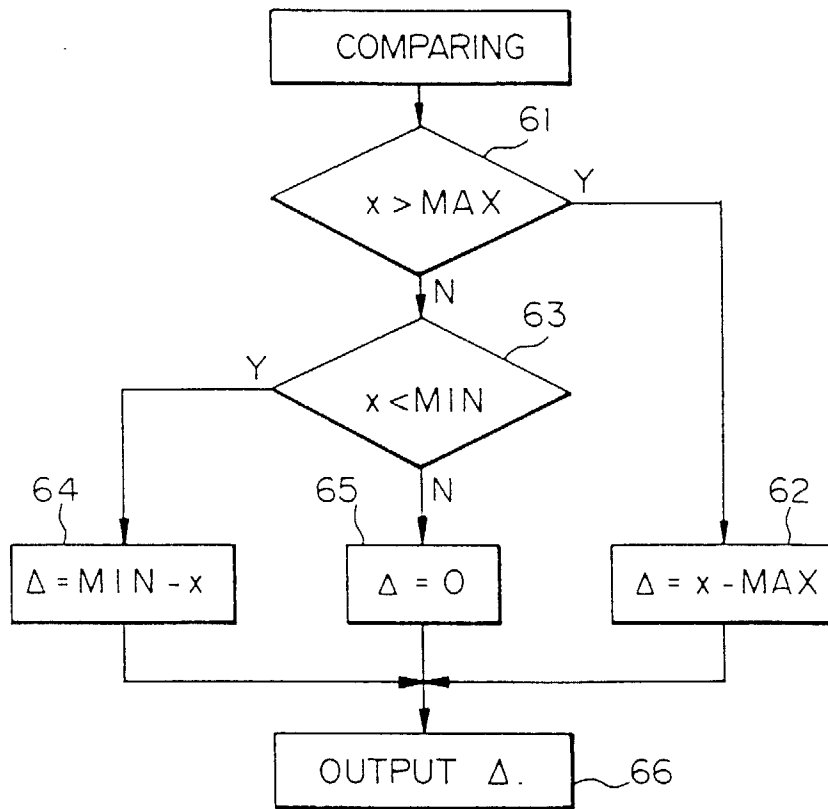 COMPARING
61
x > MAX
Y
N
63
x < MIN
Y
N
64
65
62
Δ = MIN - x
Δ = 0
Δ = x - MAX
OUTPUT Δ.
66